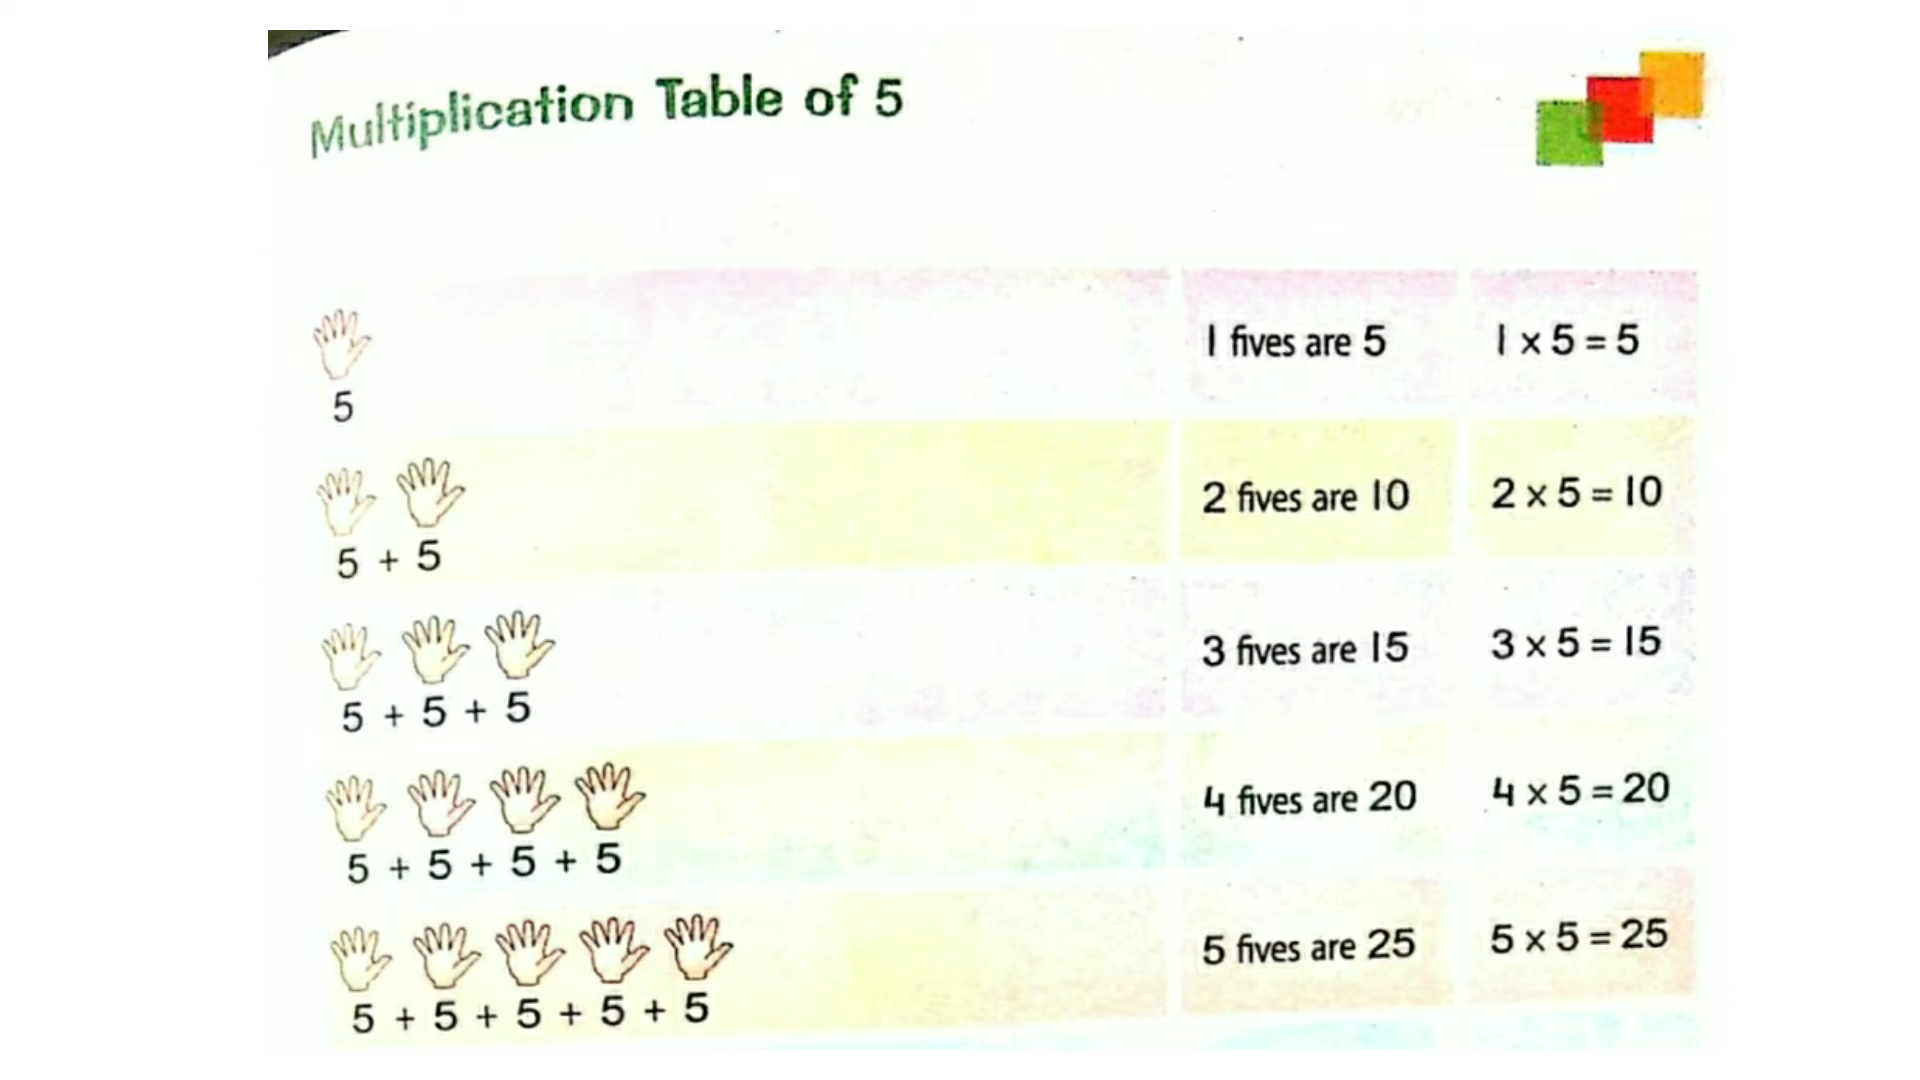 Multiplication Table of 5
1 fives are 5 1 x 5 = 5
5
2 fives are 10 2 x 5 = 10
5 + 5
3 fives are 15 3 x 5 = 15
5 + 5 + 5
4 fives are 20 4 x 5 = 20
5 + 5 + 5 + 5
5 fives are 25 5 x 5 = 25
5 + 5 + 5 + 5 + 5